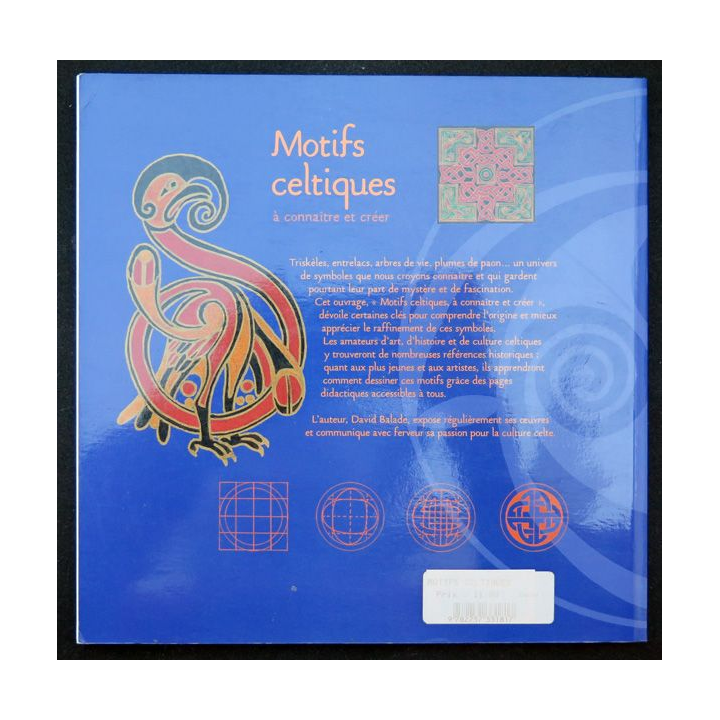 Motifs
celtiques
à connaître et créer
Triskèles, entrelacs, arbres de vie, plumes de paon... un univers
de symboles que nous croyons connaître et qui gardent
pourtant leur part de mystère et de fascination.
Cet ouvrage, « Motifs celtiques, à connaître et créer »,
dévoile certaines clés pour comprendre l'origine et mieux
apprécier le raffinement de ces symboles.
Les amateurs d'art, d'histoire et de culture celtiques
y trouveront de nombreuses références historiques ;
quant aux plus jeunes et aux artistes, ils apprendront
comment dessiner ces motifs grâce des pages
didactiques accessibles à tous.
L'auteur, David Balade, expose régulièrement ses œuvres
et communique avec ferveur sa passion pour la culture celte.
MOTIFS CELTIQUES
Prix